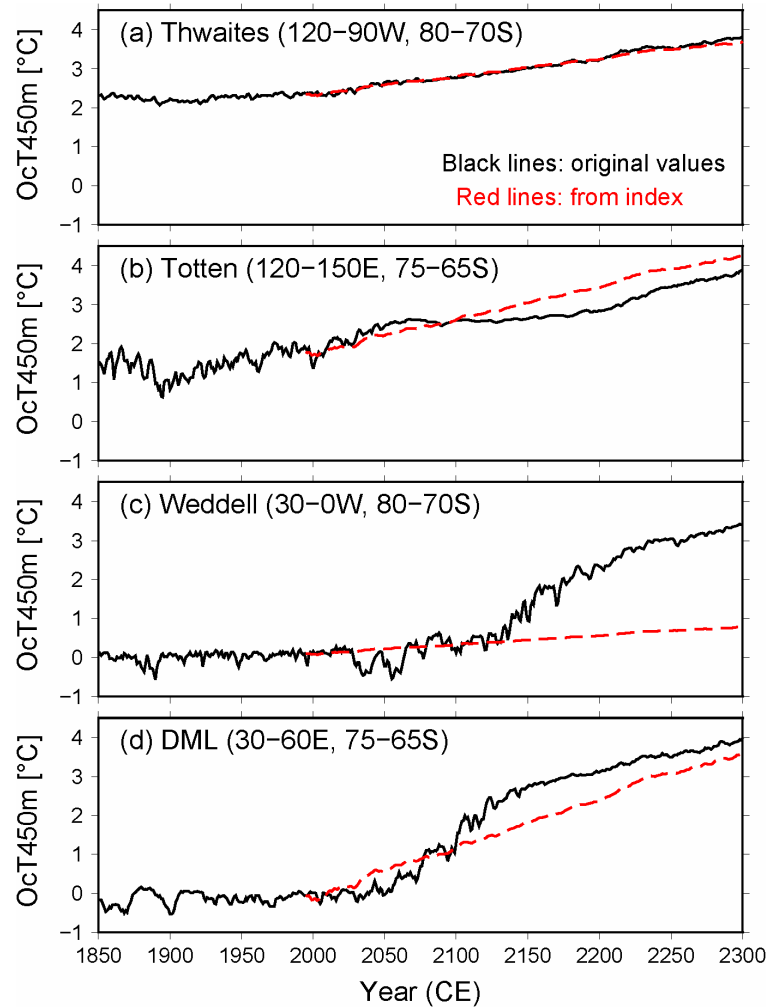 (a) Thwaites (120−90W, 80−70S)
OcT450m [°C]
4
3
2
1
0
−1
Black lines: original values
Red lines: from index
(b) Totten (120−150E, 75−65S)
OcT450m [°C]
4
3
2
1
0
−1
(c) Weddell (30−0W, 80−70S)
OcT450m [°C]
4
3
2
1
0
−1
(d) DML (30−60E, 75−65S)
OcT450m [°C]
4
3
2
1
0
−1
1850 1900 1950 2000 2050 2100 2150 2200 2250 2300
Year (CE)